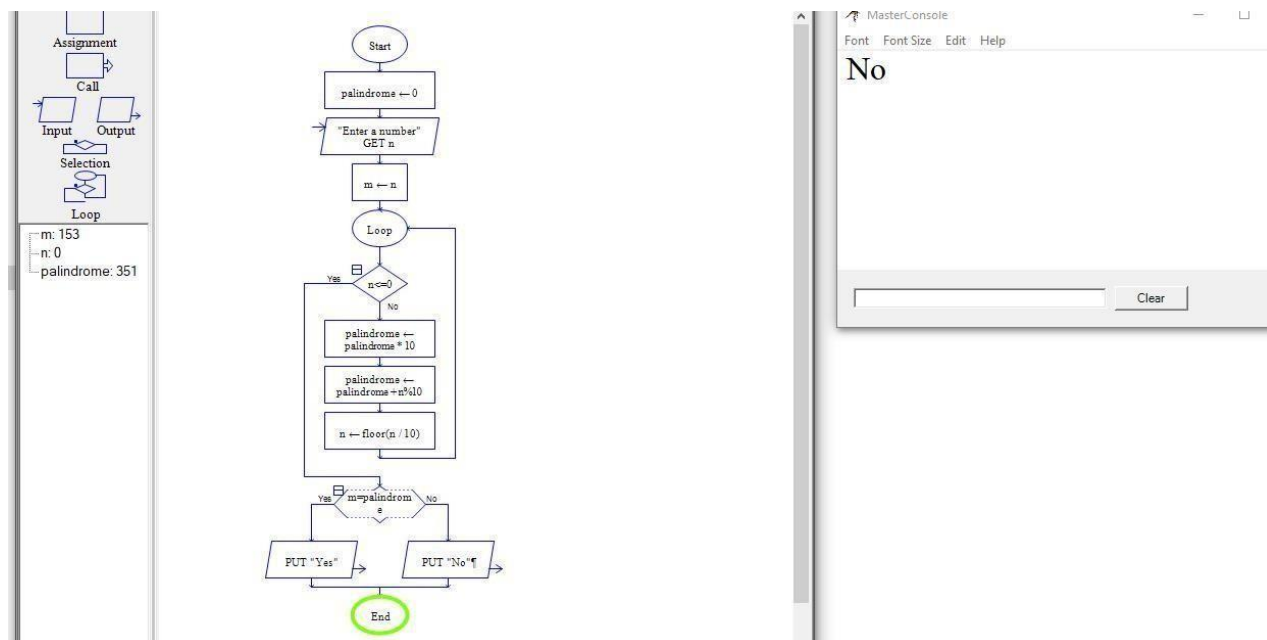 Assignment
Call
Input Output
Selection
Loop
m: 153
n: 0
palindrome: 351
Start
palindrome ← 0
"Enter a number"
GET n
m ← n
Loop
Yes
n<=0
No
palindrome ←
palindrome * 10
palindrome ←
palindrome+n%10
n ← floor(n / 10)
Yes
m=palindrom
e
No
PUT "Yes"
PUT "No"¶
End
MasterConsole
Font Font Size Edit Help
No
Clear